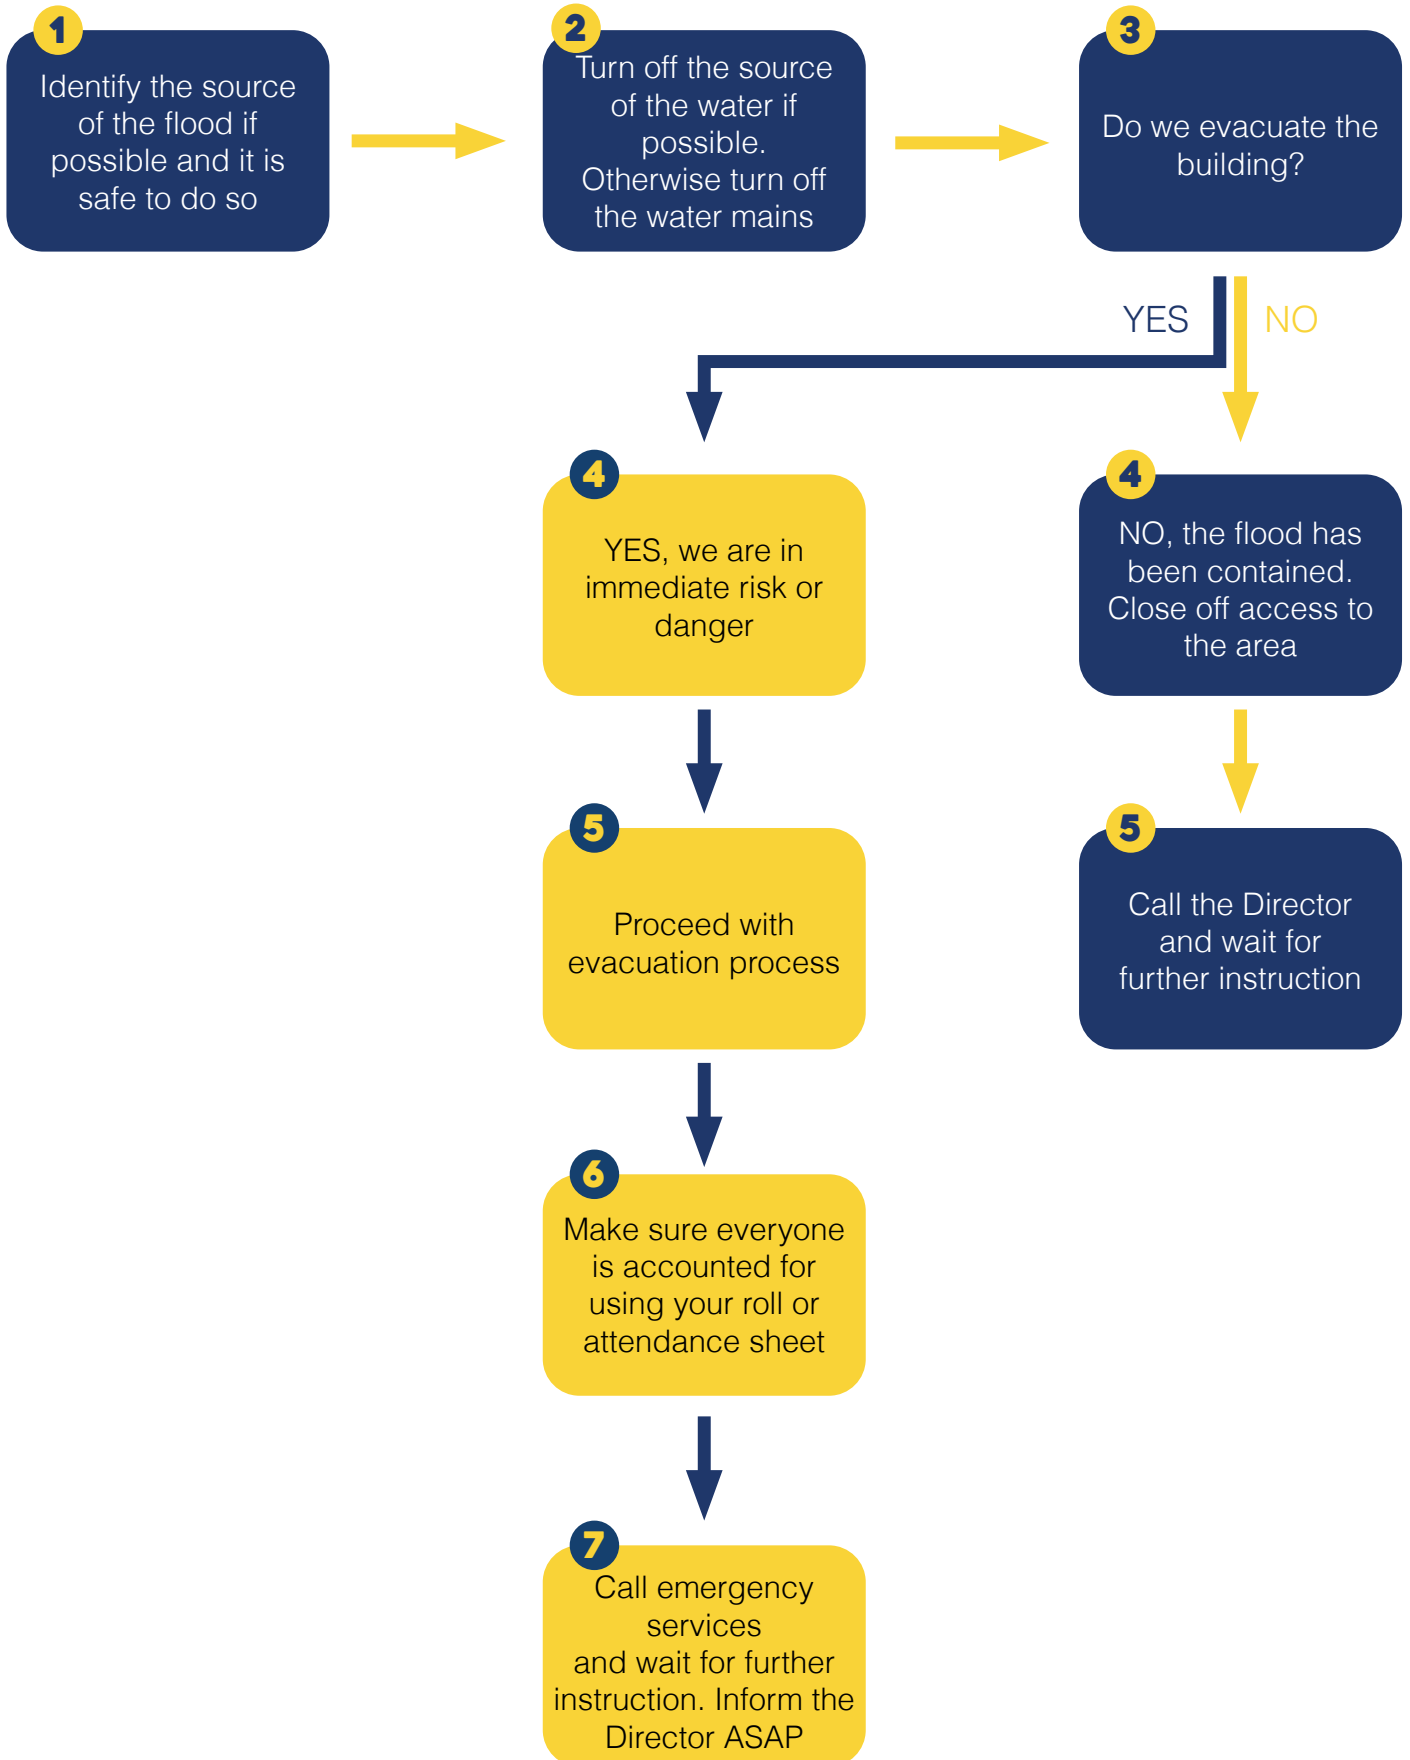 1
Identify the source
of the flood if
possible and it is
safe to do so
2
Turn off the source
of the water if
possible.
Otherwise turn off
the water mains
3
Do we evacuate the
building?
YES
NO
4
YES, we are in
immediate risk or
danger
4
NO, the flood has
been contained.
Close off access to
the area
5
Proceed with
evacuation process
5
Call the Director
and wait for
further instruction
6
Make sure everyone
is accounted for
using your roll or
attendance sheet
7
Call emergency
services
and wait for further
instruction. Inform the
Director ASAP